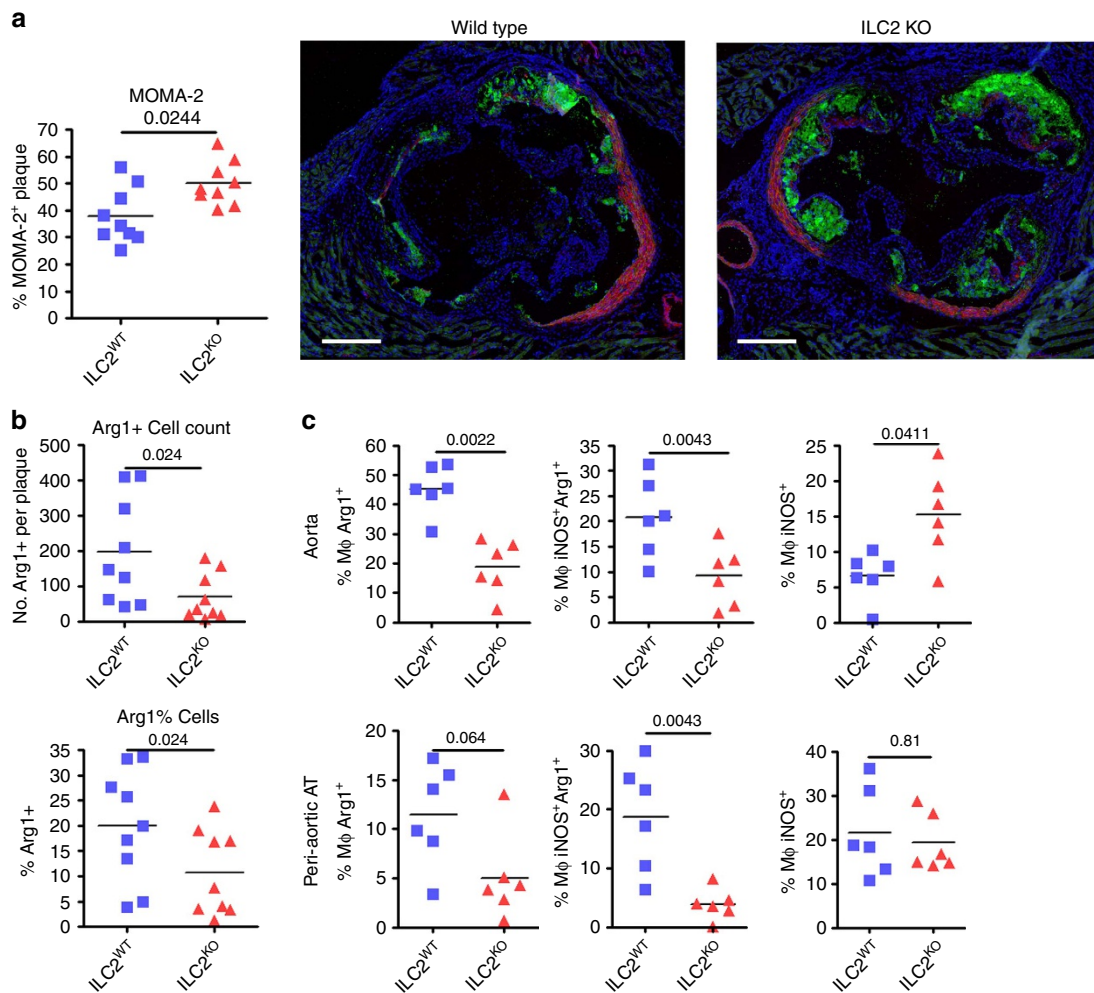 a
Wild type
ILC2 KO
MOMA-2
0.0244
% MOMA-2⁺ plaque
70
60
50
40
30
20
10
0
ILC2ᵂᵀ
ILC2ᴷᴼ
b
Arg1+ Cell count
0.024
No. Arg1+ per plaque
500
400
300
200
100
0
ILC2ᵂᵀ
ILC2ᴷᴼ
Arg1% Cells
0.024
% Arg1+
35
30
25
20
15
10
5
0
ILC2ᵂᵀ
ILC2ᴷᴼ
c
Aorta
0.0022
% Mϕ Arg1⁺
60
50
40
30
20
10
0
ILC2ᵂᵀ
ILC2ᴷᴼ
0.0043
% Mϕ iNOS⁺Arg1⁺
35
30
25
20
15
10
5
0
ILC2ᵂᵀ
ILC2ᴷᴼ
0.0411
% Mϕ iNOS⁺
25
20
15
10
5
0
ILC2ᵂᵀ
ILC2ᴷᴼ
Peri-aortic AT
0.064
% Mϕ Arg1⁺
20
15
10
5
0
ILC2ᵂᵀ
ILC2ᴷᴼ
0.0043
% Mϕ iNOS⁺Arg1⁺
30
20
10
0
ILC2ᵂᵀ
ILC2ᴷᴼ
0.81
% Mϕ iNOS⁺
40
30
20
10
0
ILC2ᵂᵀ
ILC2ᴷᴼ